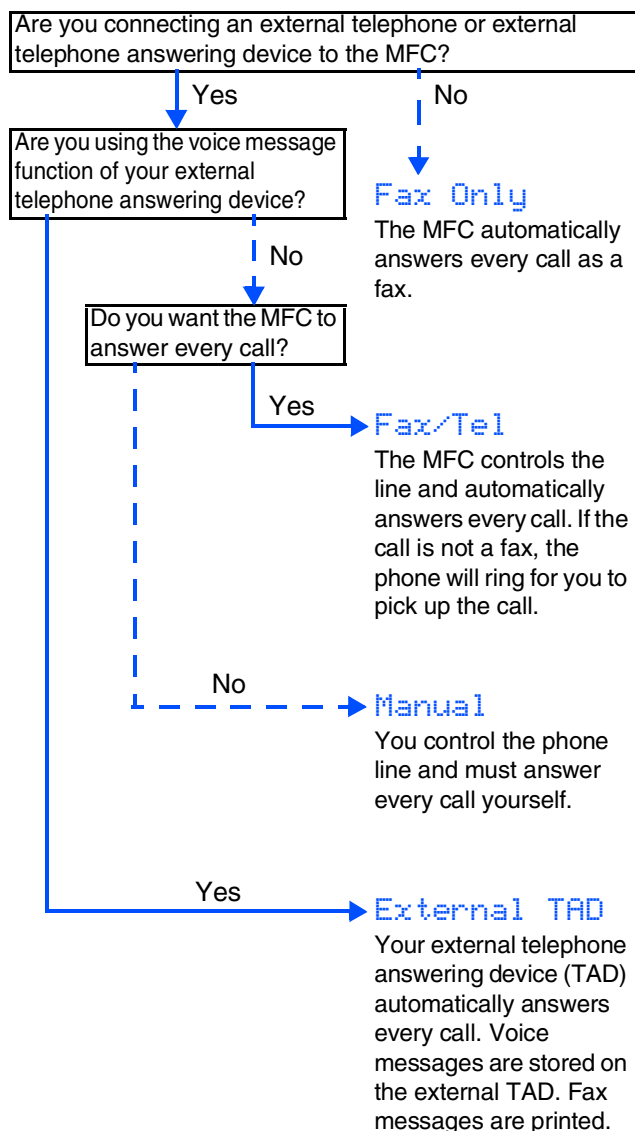 Are you connecting an external telephone or external
telephone answering device to the MFC?
Yes
No
Are you using the voice message
function of your external
telephone answering device?
Fax Only
The MFC automatically
answers every call as a
fax.
No
Do you want the MFC to
answer every call?
Yes
Fax/Tel
The MFC controls the
line and automatically
answers every call. If the
call is not a fax, the
phone will ring for you to
pick up the call.
No
Manual
You control the phone
line and must answer
every call yourself.
Yes
External TAD
Your external telephone
answering device (TAD)
automatically answers
every call. Voice
messages are stored on
the external TAD. Fax
messages are printed.